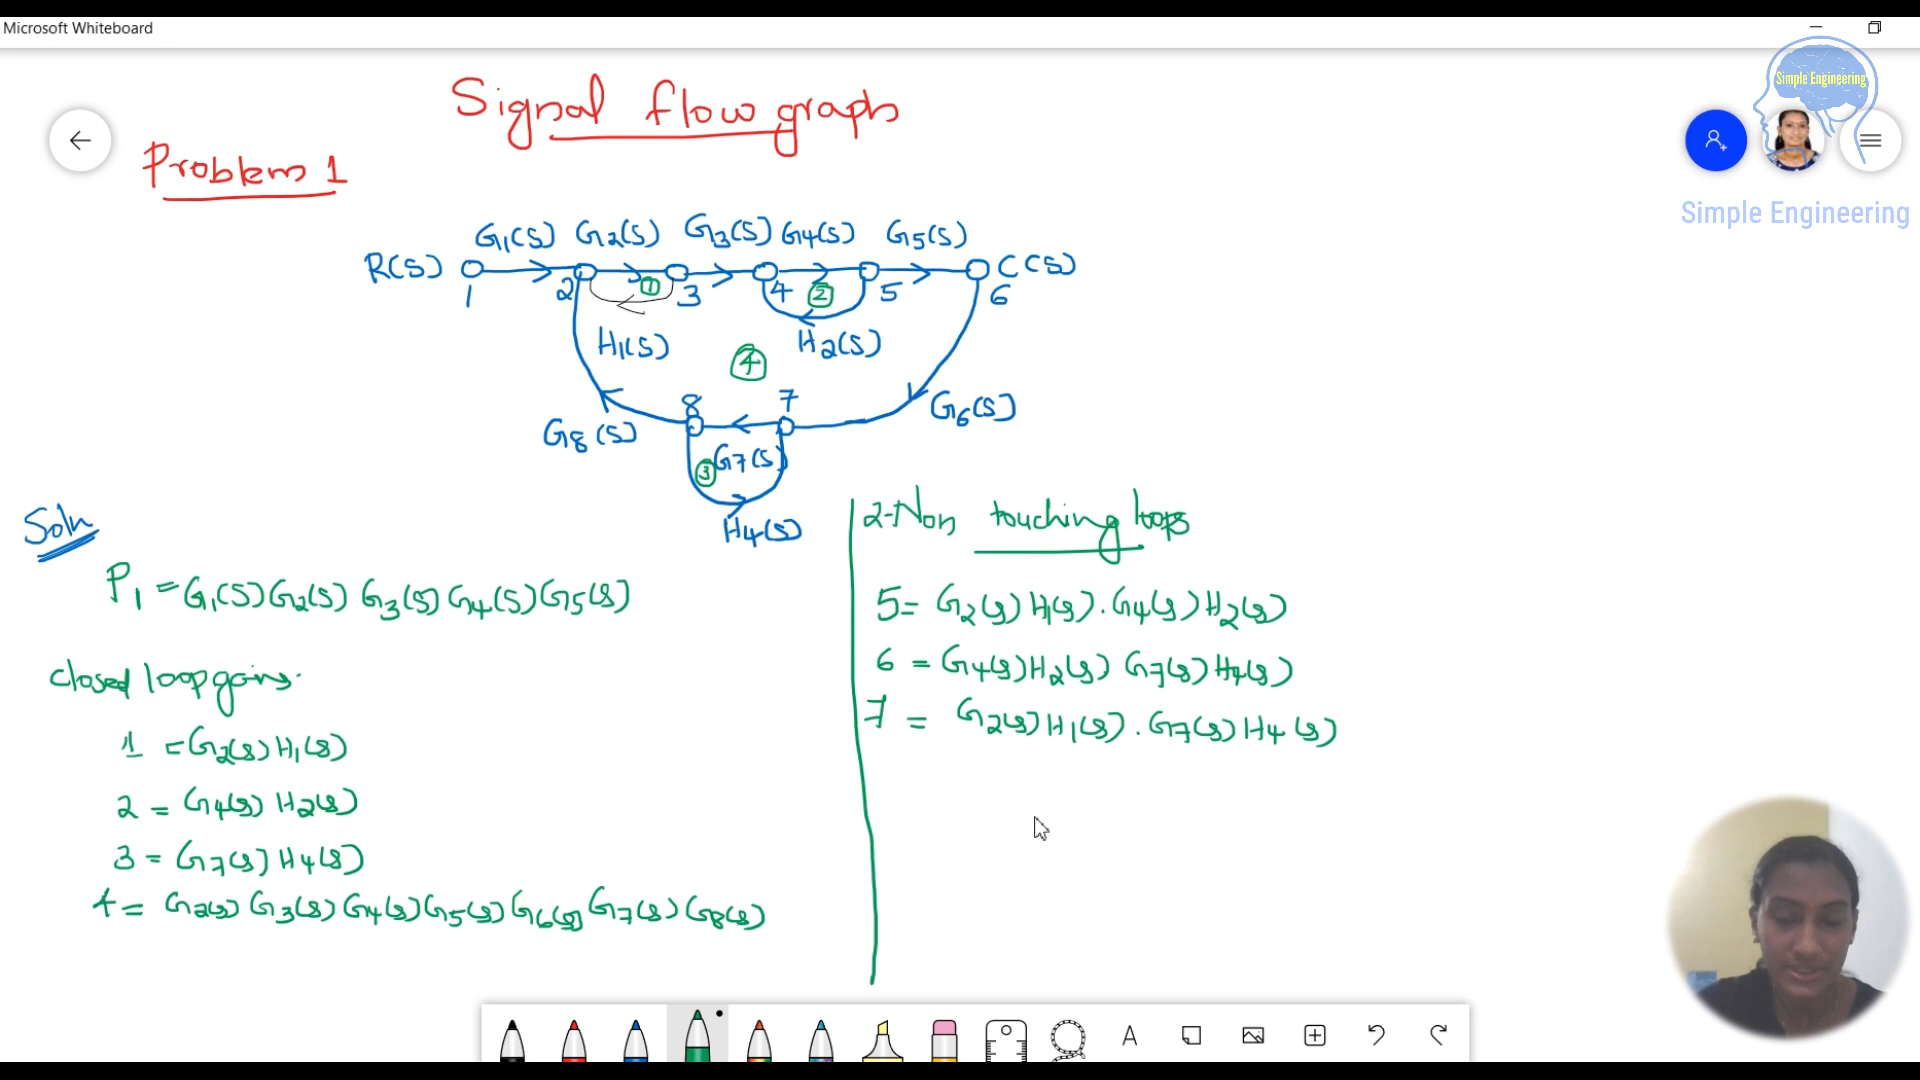 Microsoft Whiteboard
Simple Engineering
Signal flow graph
Problem 1
Simple Engineering
G1(S) G2(S) G3(S) G4(S) G5(S)
R(S) C(S)
1 2 ① 3 4 ② 5 6
H1(S) H2(S)
④
8 7
G8(S) G6(S)
③ G7(S)
H4(S)
Soln
P1 = G1(S) G2(S) G3(S) G4(S) G5(S)
closed loop gains.
1 = G2(s) H1(s)
2 = G4(s) H2(s)
3 = G7(s) H4(s)
4 = G2(s) G3(s) G4(s) G5(s) G6(s) G7(s) G8(s)
2-Non touching loops
5 = G2(s) H1(s) . G4(s) H2(s)
6 = G4(s) H2(s) G7(s) H4(s)
7 = G2(s) H1(s) . G7(s) H4(s)